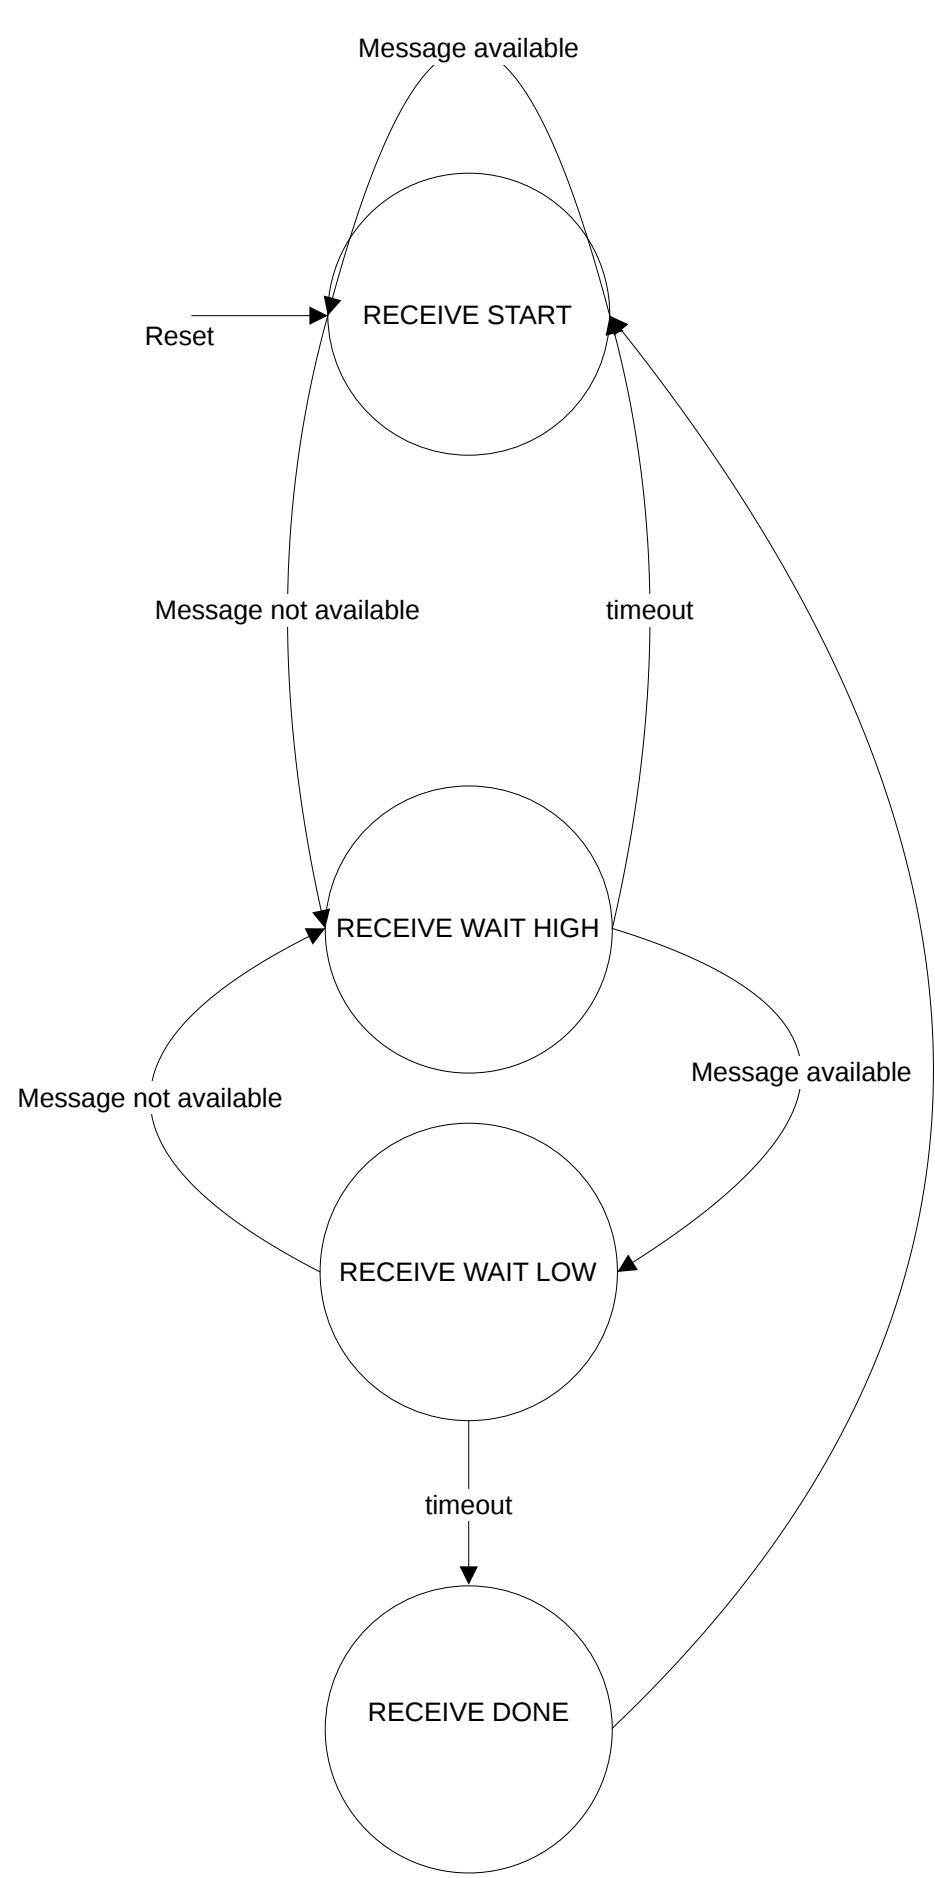 Message available
RECEIVE START
Reset
Message not available
timeout
RECEIVE WAIT HIGH
Message available
Message not available
RECEIVE WAIT LOW
timeout
RECEIVE DONE